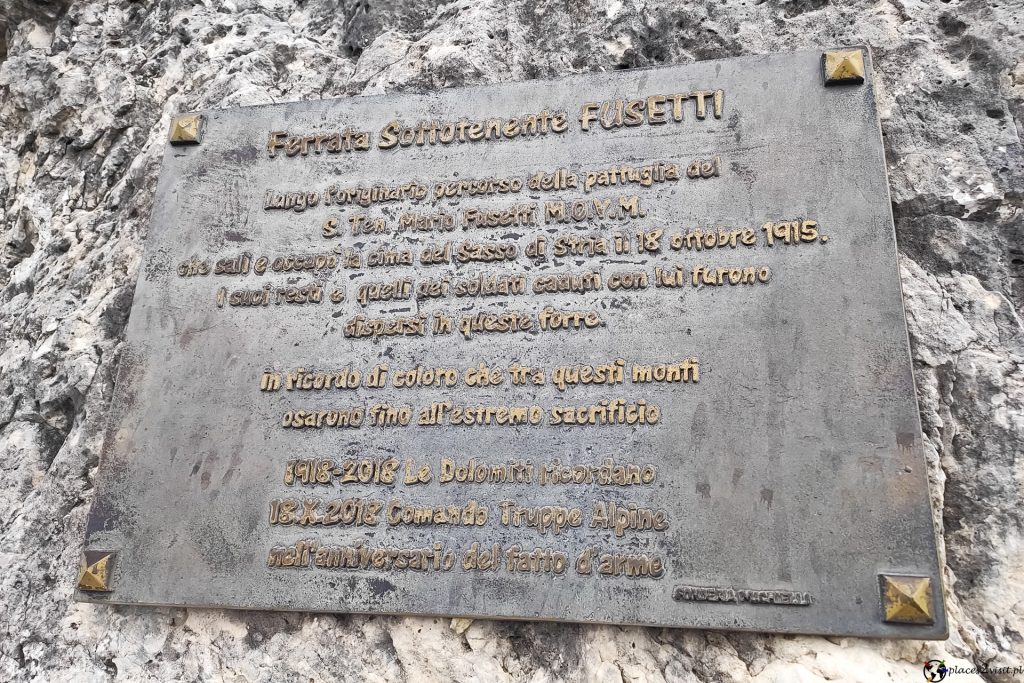 Ferrata Sottotenente FUSETTI
Lungo l'originario percorso della pattuglia del
S. Ten. Mario Fusetti M.O.V.M.
che salì e occupò la cima del Sasso di Stria il 18 ottobre 1915.
I suoi resti e quelli dei soldati caduti con lui furono
dispersi in queste forre.
in ricordo di coloro che tra questi monti
osarono fino all'estremo sacrificio
1918-2018 Le Dolomiti ricordano
18.X.2018 Comando Truppe Alpine
nell'anniversario del fatto d'arme
places2visit.pl